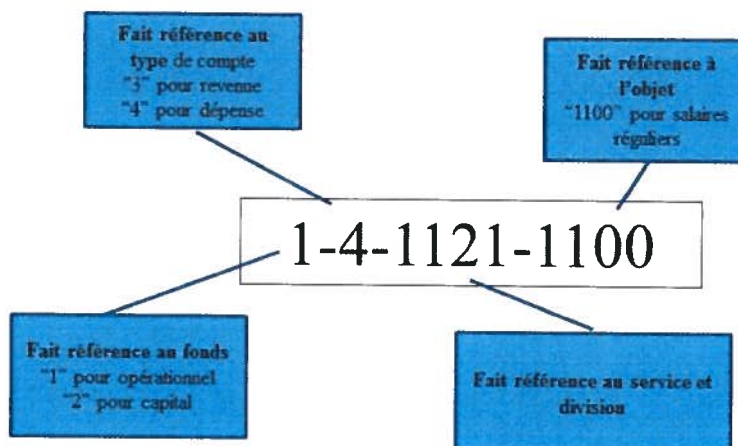 Fait référence au
type de compte
"3" pour revenue
"4" pour dépense
Fait référence à
l'objet
"1100" pour salaires
réguliers
1-4-1121-1100
Fait référence au fonds
"1" pour opérationnel
"2" pour capital
Fait référence au service et
division